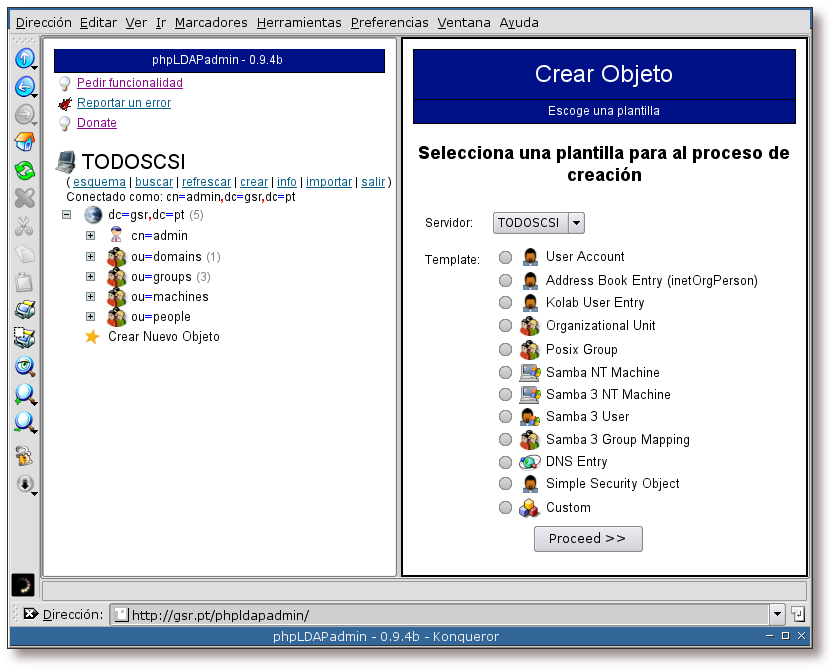 Dirección Editar Ver Ir Marcadores Herramientas Preferencias Ventana Ayuda
phpLDAPadmin - 0.9.4b
Pedir funcionalidad
Reportar un error
Donate
TODOSCSI
( esquema | buscar | refrescar | crear | info | importar | salir )
Conectado como: cn=admin,dc=gsr,dc=pt
dc=gsr,dc=pt (5)
cn=admin
ou=domains (1)
ou=groups (3)
ou=machines
ou=people
Crear Nuevo Objeto
Crear Objeto
Escoge una plantilla
Selecciona una plantilla para al proceso de
creación
Servidor: TODOSCSI
Template:
User Account
Address Book Entry (inetOrgPerson)
Kolab User Entry
Organizational Unit
Posix Group
Samba NT Machine
Samba 3 NT Machine
Samba 3 User
Samba 3 Group Mapping
DNS Entry
Simple Security Object
Custom
Proceed >>
Dirección: http://gsr.pt/phpldapadmin/
phpLDAPadmin - 0.9.4b - Konqueror